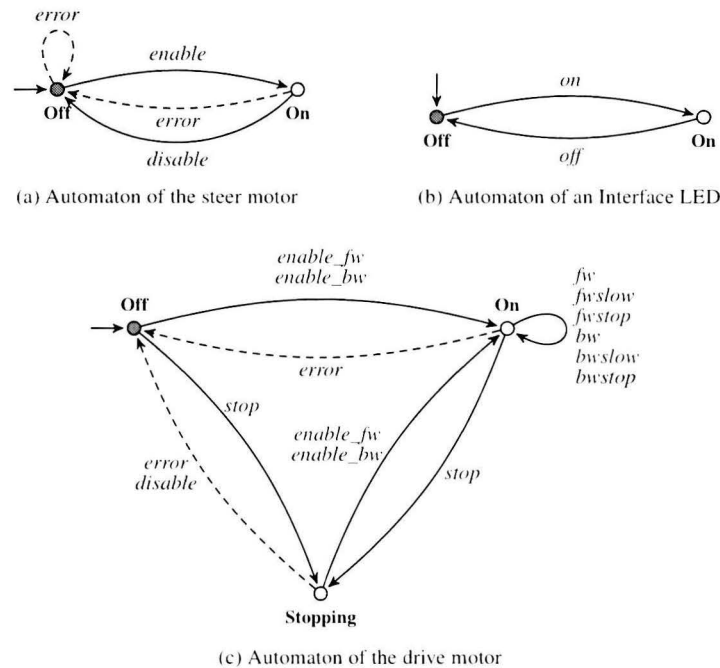 error
enable
Off
error
On
disable
(a) Automaton of the steer motor
on
Off
On
off
(b) Automaton of an Interface LED
enable_fw
enable_bw
Off
On
fw
fwslow
fwstop
bw
bwslow
bwstop
error
stop
enable_fw
enable_bw
stop
error
disable
Stopping
(c) Automaton of the drive motor